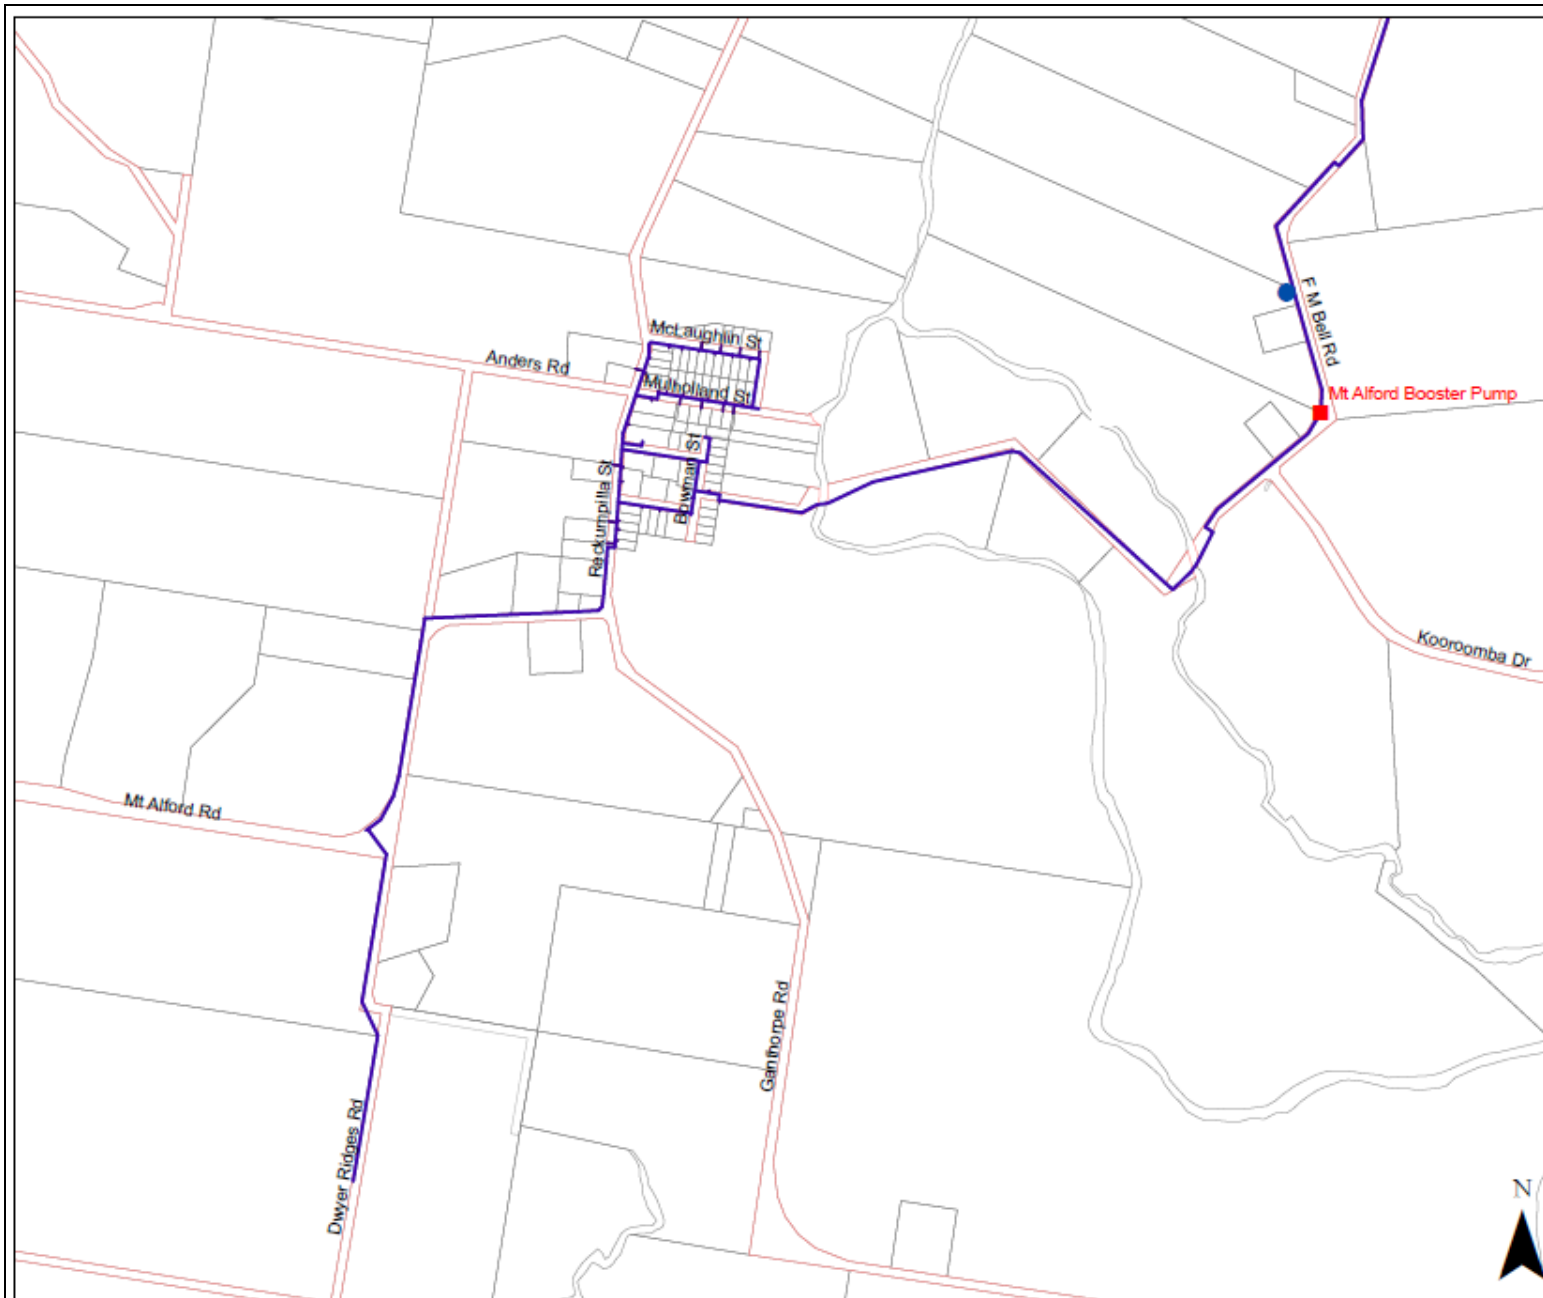 F M Bell Rd
McLaughlin St
Anders Rd
Mulholland St
Mt Alford Booster Pump
Bowman St
Reckumpilla St
Kooroomba Dr
Mt Alford Rd
Ganthorpe Rd
Dwyer Ridges Rd
N